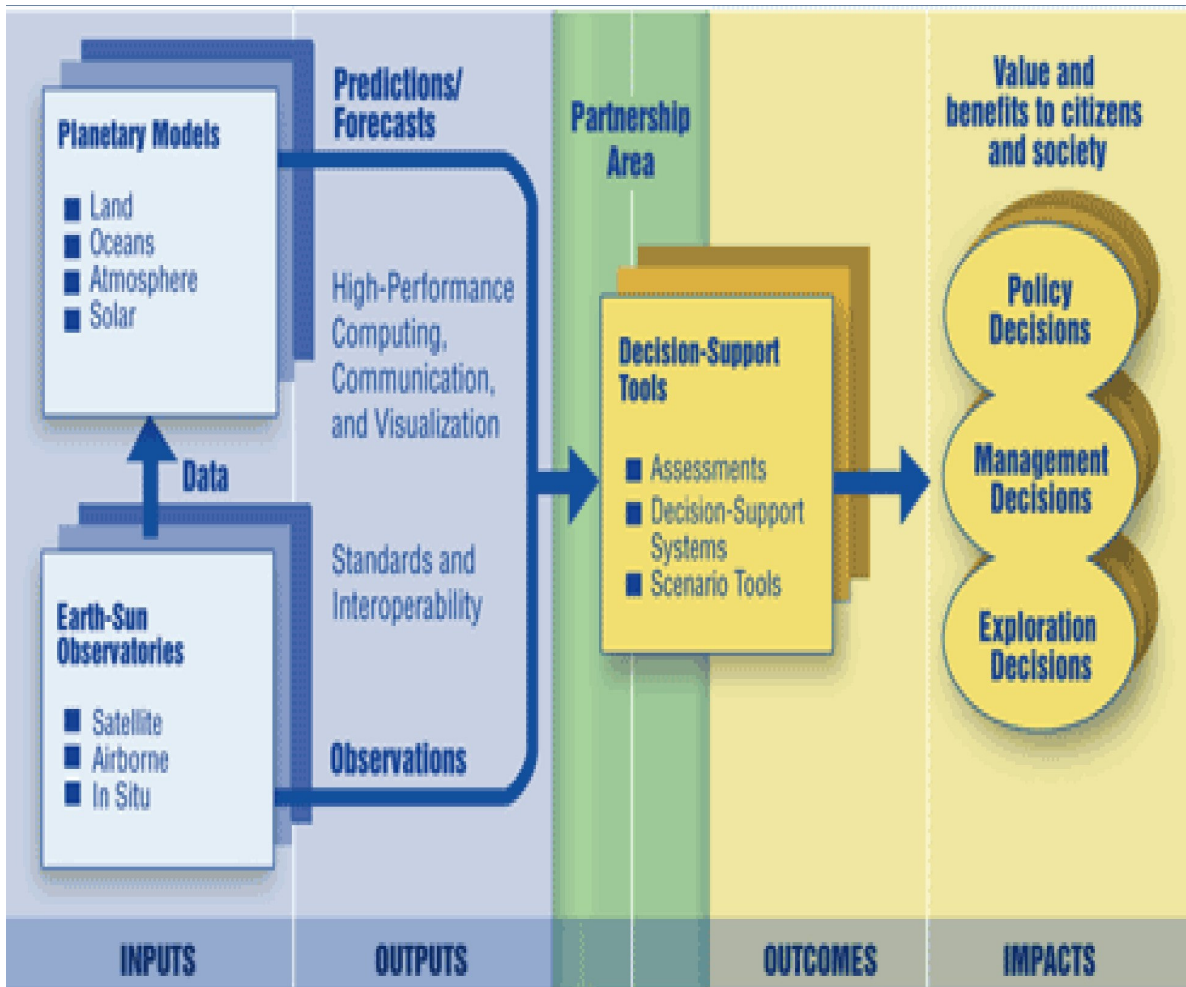 Planetary Models
Land
Oceans
Atmosphere
Solar
Data
Earth-Sun
Observatories
Satellite
Airborne
In Situ
Predictions/
Forecasts
High-Performance
Computing,
Communication,
and Visualization
Standards and
Interoperability
Observations
Partnership
Area
Decision-Support
Tools
Assessments
Decision-Support
Systems
Scenario Tools
Value and
benefits to citizens
and society
Policy
Decisions
Management
Decisions
Exploration
Decisions
INPUTS
OUTPUTS
OUTCOMES
IMPACTS